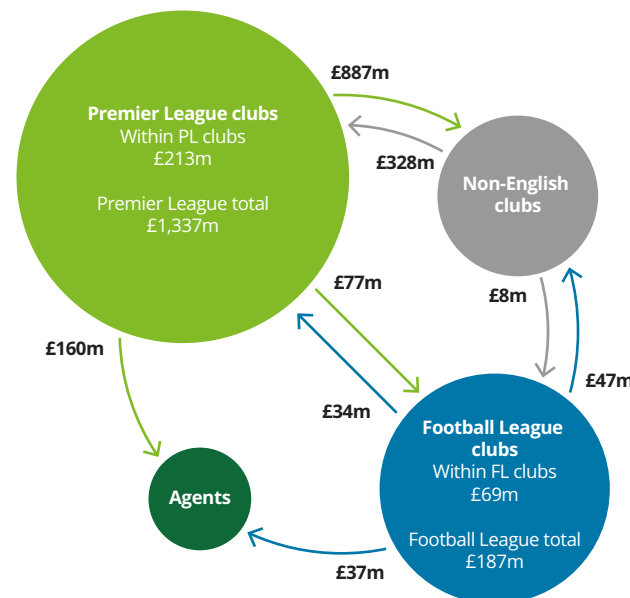 £887m
Premier League clubs
Within PL clubs
£213m
£328m
Non-English
clubs
Premier League total
£1,337m
£77m
£8m
£160m
£47m
£34m
Football League
clubs
Within FL clubs
£69m
Agents
Football League total
£187m
£37m